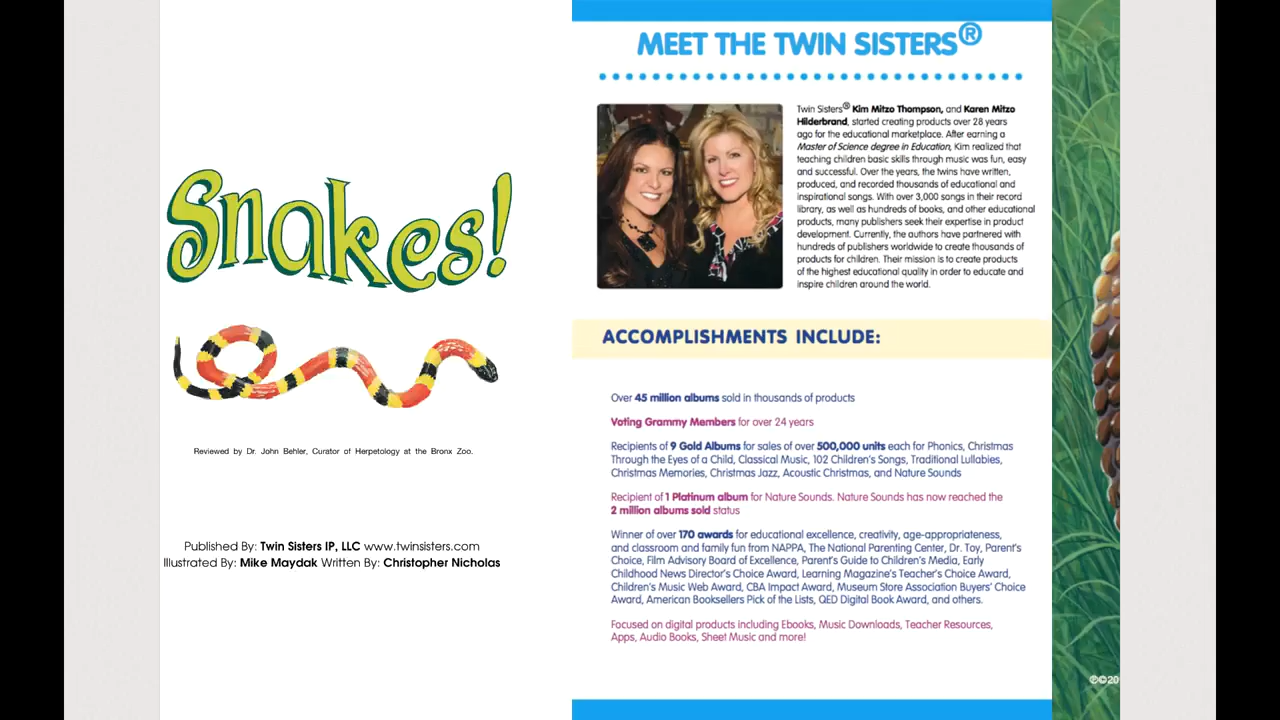 Snakes!
Reviewed by Dr. John Behler, Curator of Herpetology at the Bronx Zoo.
Published By: Twin Sisters IP, LLC www.twinsisters.com
Illustrated By: Mike Maydak Written By: Christopher Nicholas
MEET THE TWIN SISTERS®
Twin Sisters® Kim Mitzo Thompson, and Karen Mitzo
Hilderbrand, started creating products over 28 years
ago for the educational marketplace. After earning a
Master of Science degree in Education, Kim realized that
teaching children basic skills through music was fun, easy
and successful. Over the years, the twins have written,
produced, and recorded thousands of educational and
inspirational songs. With over 3,000 songs in their record
library, as well as hundreds of books, and other educational
products, many publishers seek their expertise in product
development. Currently, the authors have partnered with
hundreds of publishers worldwide to create thousands of
products for children. Their mission is to create products
of the highest educational quality in order to educate and
inspire children around the world.
ACCOMPLISHMENTS INCLUDE:
Over 45 million albums sold in thousands of products
Voting Grammy Members for over 24 years
Recipients of 9 Gold Albums for sales of over 500,000 units each for Phonics, Christmas
Through the Eyes of a Child, Classical Music, 102 Children's Songs, Traditional Lullabies,
Christmas Memories, Christmas Jazz, Acoustic Christmas, and Nature Sounds
Recipient of 1 Platinum album for Nature Sounds. Nature Sounds has now reached the
2 million albums sold status
Winner of over 170 awards for educational excellence, creativity, age-appropriateness,
and classroom and family fun from NAPPA, The National Parenting Center, Dr. Toy, Parent's
Choice, Film Advisory Board of Excellence, Parent's Guide to Children's Media, Early
Childhood News Director's Choice Award, Learning Magazine's Teacher's Choice Award,
Children's Music Web Award, CBA Impact Award, Museum Store Association Buyers' Choice
Award, American Booksellers Pick of the Lists, QED Digital Book Award, and others.
Focused on digital products including Ebooks, Music Downloads, Teacher Resources,
Apps, Audio Books, Sheet Music and more!
℗©20